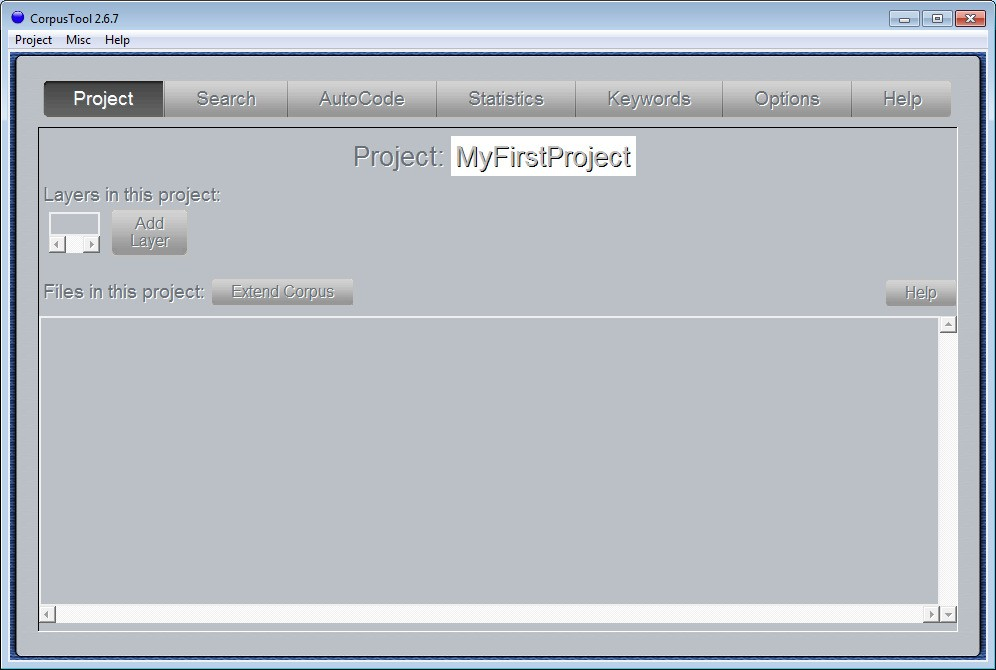 CorpusTool 2.6.7
Project Misc Help
Project Search AutoCode Statistics Keywords Options Help
Project: MyFirstProject
Layers in this project:
Add
Layer
Files in this project: Extend Corpus Help